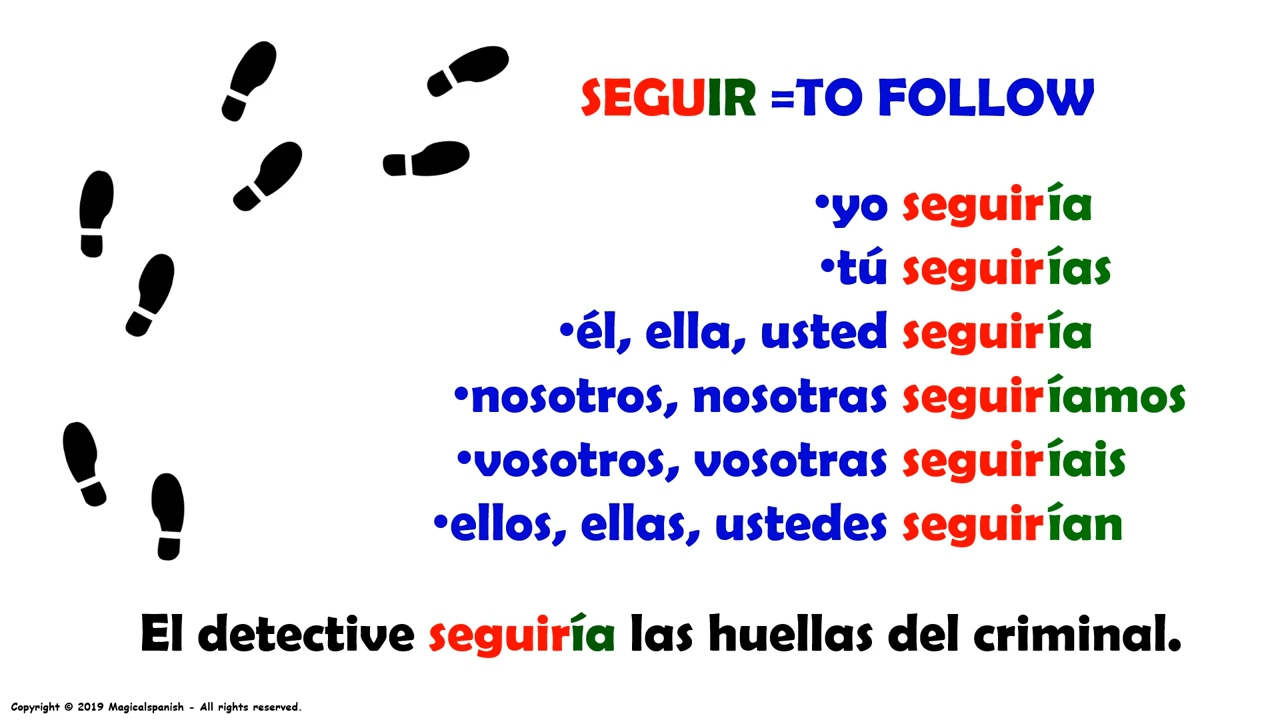 SEGUIR =TO FOLLOW
•yo seguiría
•tú seguirías
•él, ella, usted seguiría
•nosotros, nosotras seguiríamos
•vosotros, vosotras seguiríais
•ellos, ellas, ustedes seguirían
El detective seguiría las huellas del criminal.
Copyright © 2019 Magicalspanish - All rights reserved.